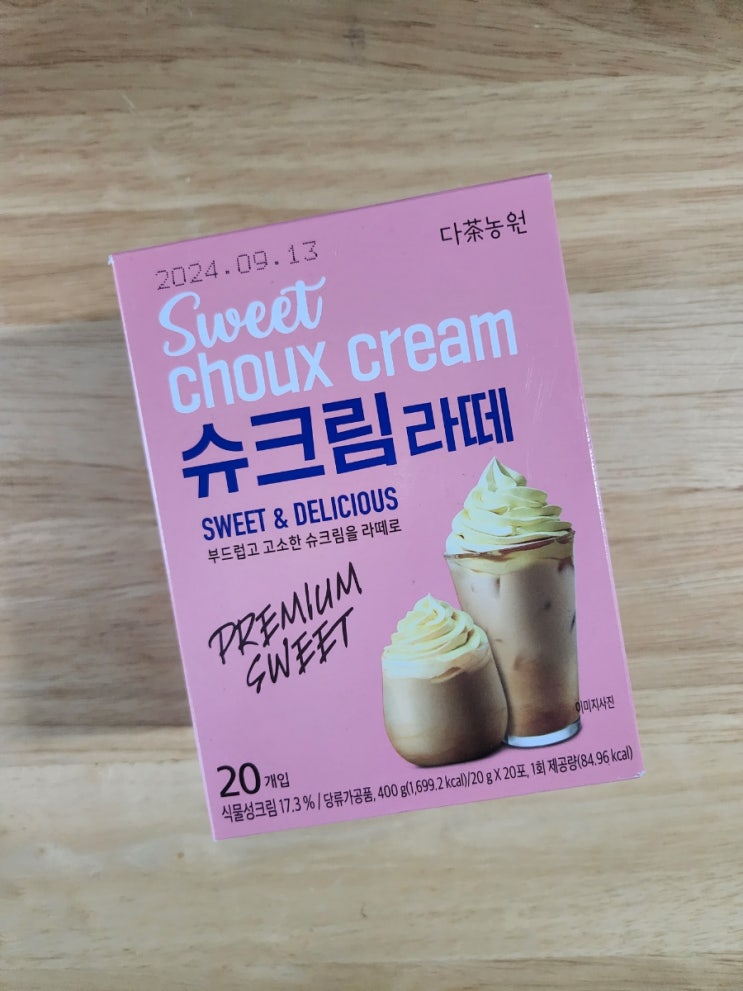 2024.09.13
다茶농원
Sweet
choux cream
슈크림 라떼
SWEET & DELICIOUS
부드럽고 고소한 슈크림을 라떼로
PREMIUM
SWEET
이미지사진
20개입
식물성크림 17.3% / 당류가공품, 400 g(1,699.2 kcal)/20 g X 20포, 1회 제공량(84.96 kcal)